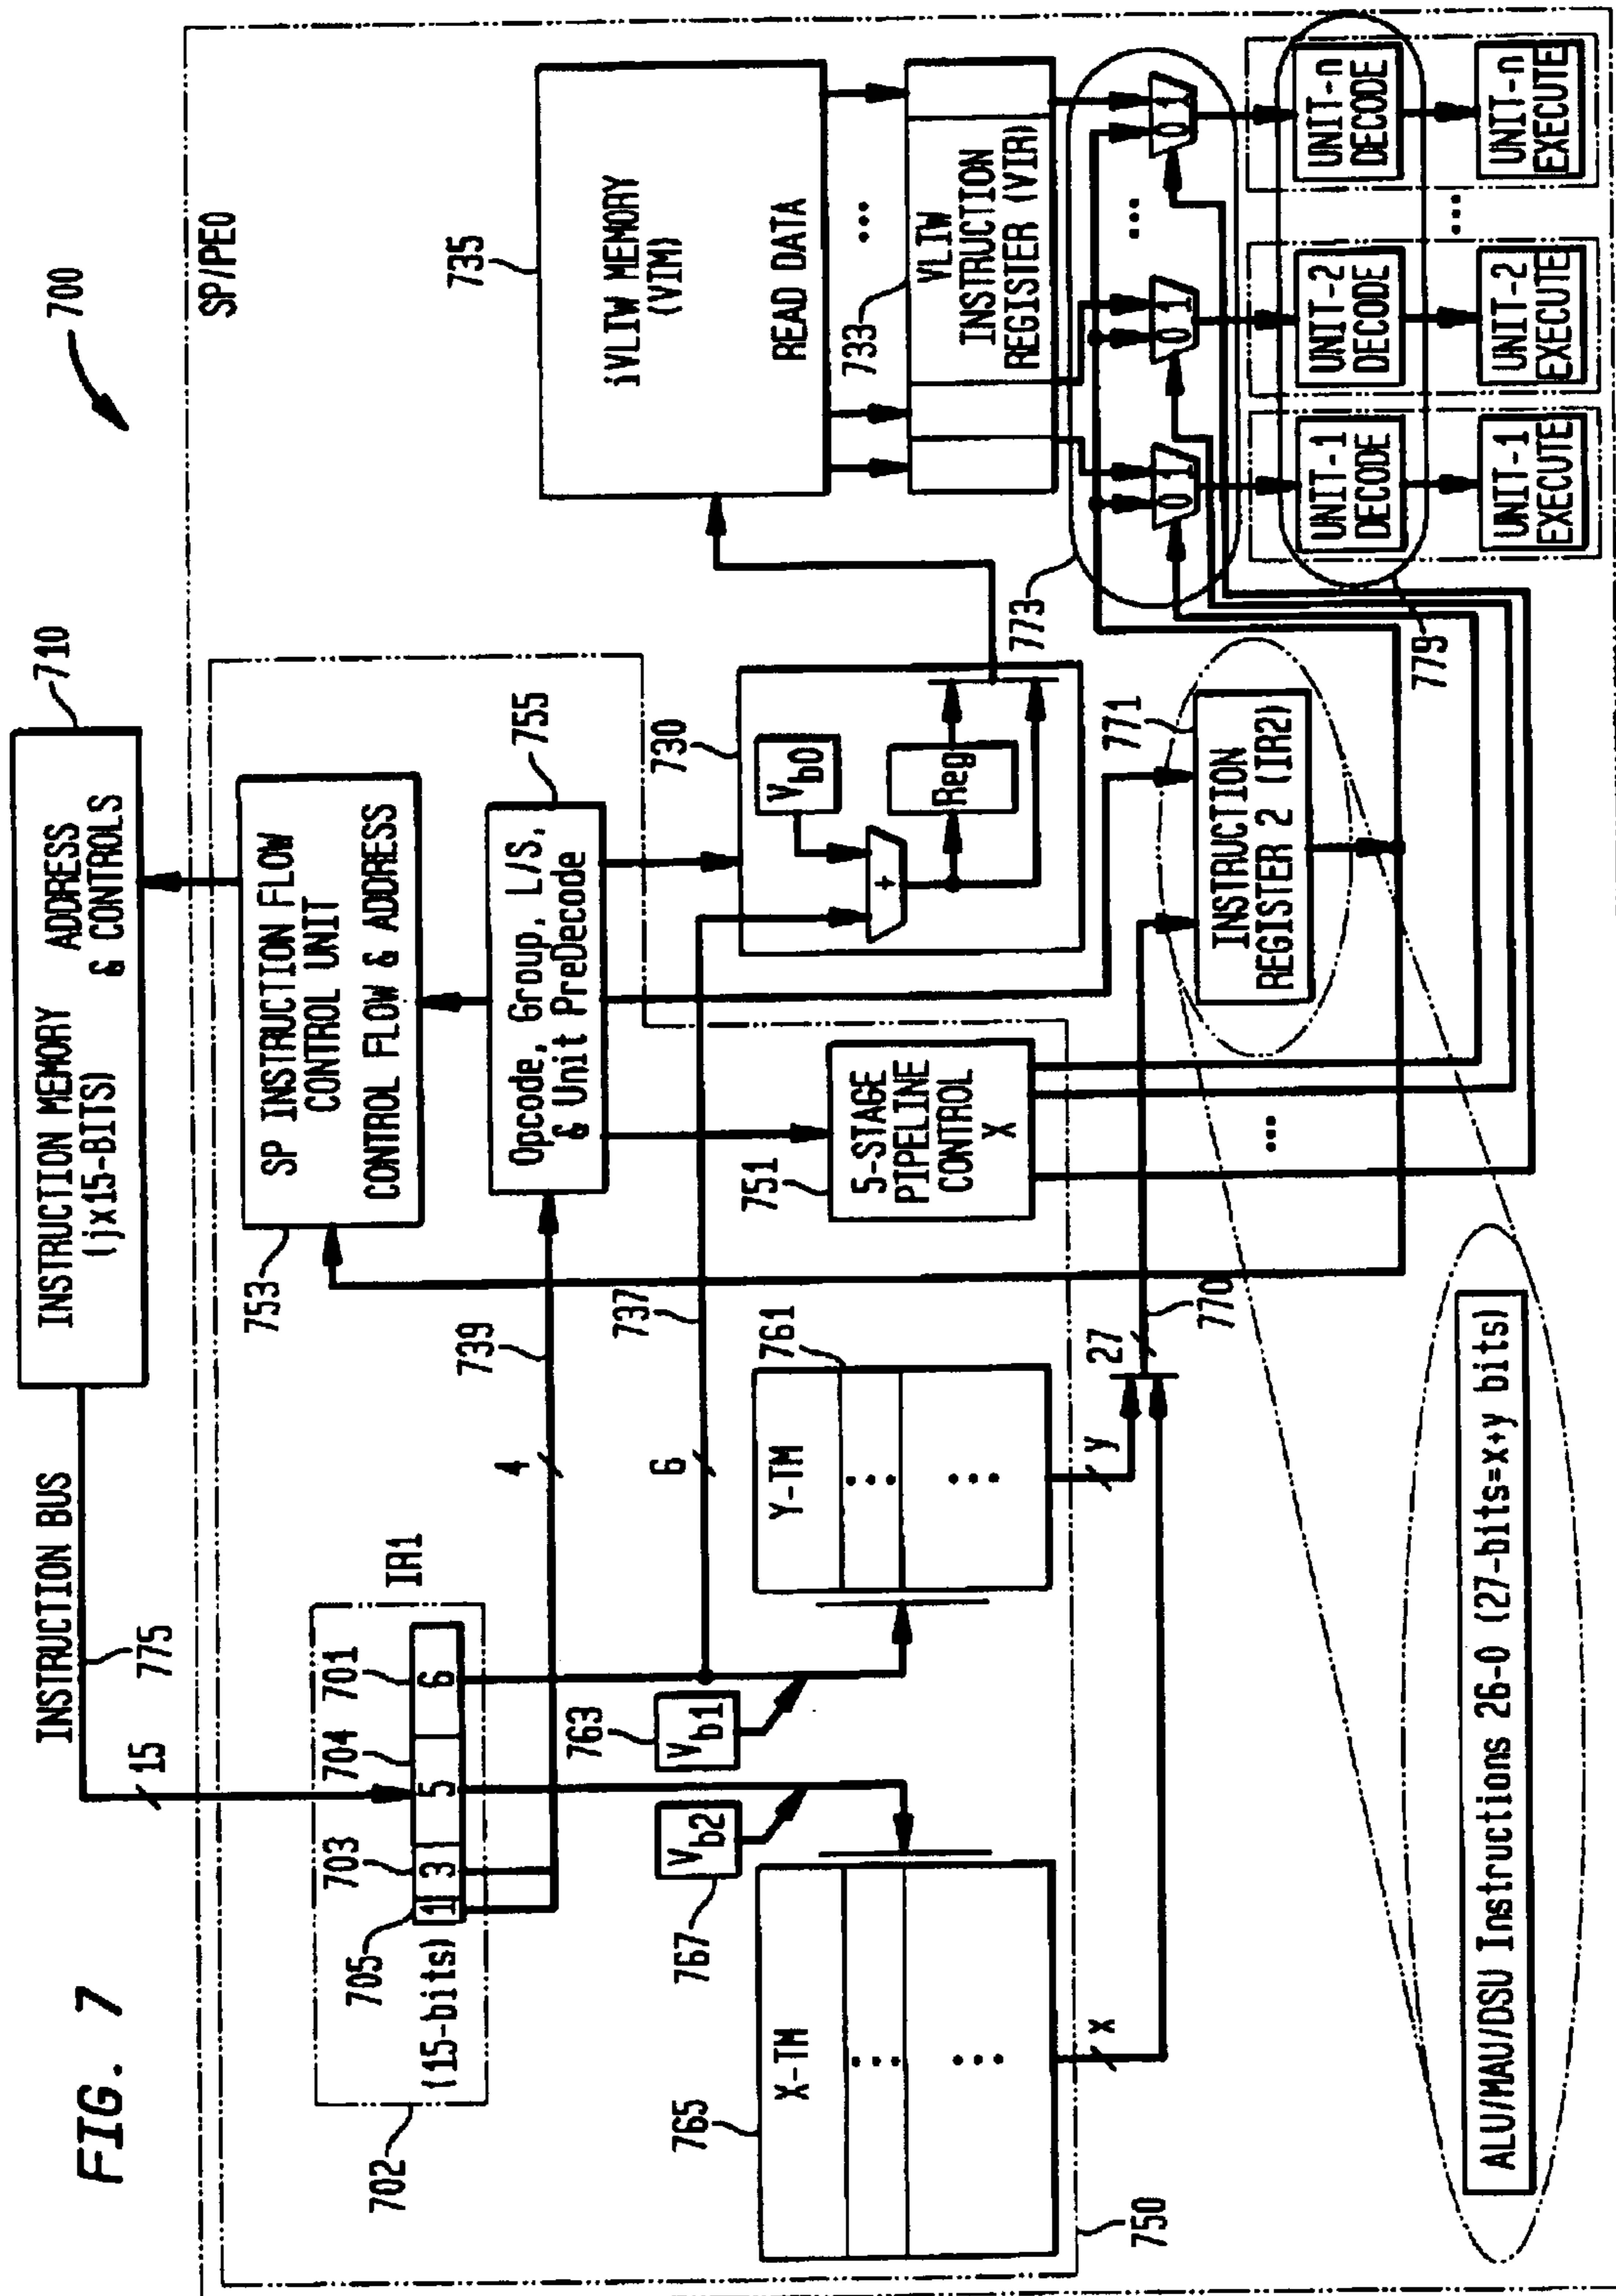 FIG. 7
700
710
INSTRUCTION MEMORY
(jx15-BITS)
ADDRESS
& CONTROLS
INSTRUCTION BUS
775
15
SP/PE0
702
705
703
704
701
IR1
(15-bits)
1
3
5
6
753
SP INSTRUCTION FLOW
CONTROL UNIT
CONTROL FLOW & ADDRESS
739
4
755
Opcode, Group, L/S,
& Unit PreDecode
737
6
763
Vb1
767
Vb2
765
X-TM
...
...
x
761
Y-TM
...
...
y
751
5-STAGE
PIPELINE
CONTROL
X
...
730
Vb0
+
Reg
735
iVLIW MEMORY
(VIM)
READ DATA
...
733
VLIW
INSTRUCTION
REGISTER (VIR)
773
0 1
0 1
...
0 1
27
770
771
INSTRUCTION
REGISTER 2 (IR2)
779
UNIT-1
DECODE
UNIT-2
DECODE
UNIT-n
DECODE
...
UNIT-1
EXECUTE
UNIT-2
EXECUTE
UNIT-n
EXECUTE
750
ALU/MAU/DSU Instructions 26-0 (27-bits=x+y bits)